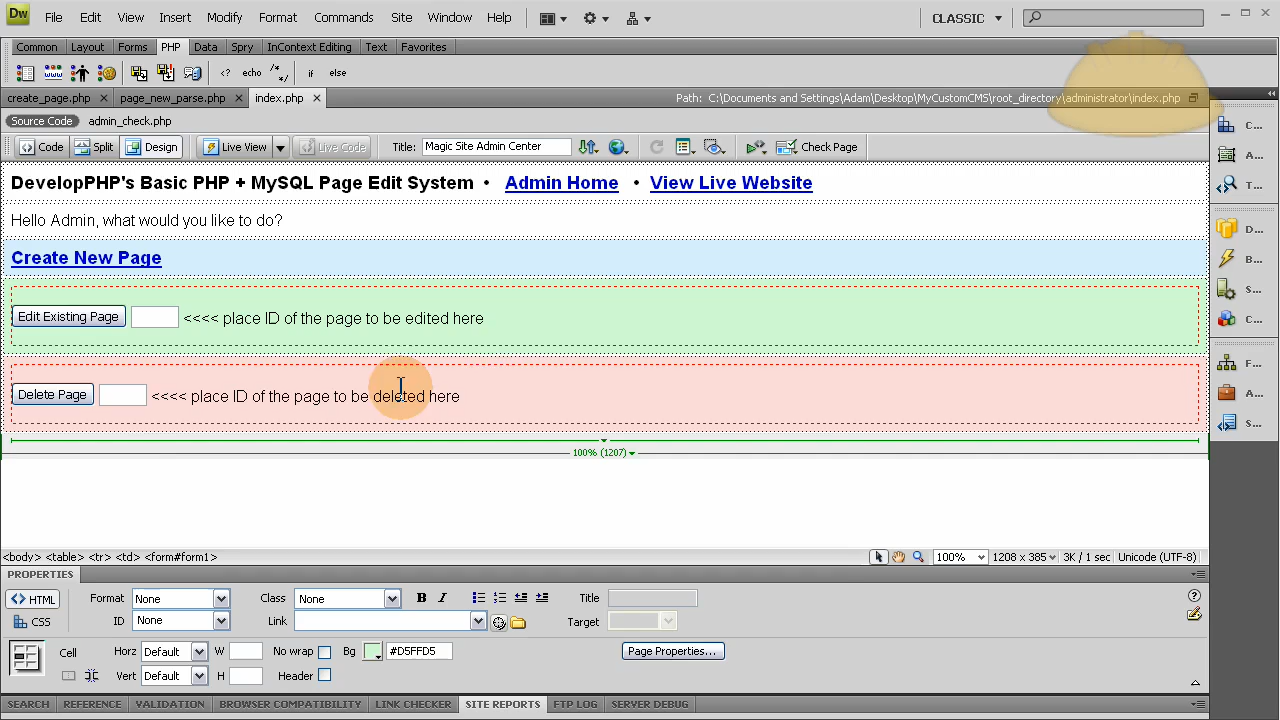 Dw File Edit View Insert Modify Format Commands Site Window Help CLASSIC
Common Layout Forms PHP Data Spry InContext Editing Text Favorites
<? echo /* */ if else
create_page.php × page_new_parse.php × index.php × Path: C:\Documents and Settings\Adam\Desktop\MyCustomCMS\root_directory\administrator\index.php
Source Code admin_check.php
Code Split Design Live View Live Code Title: Magic Site Admin Center Check Page
DevelopPHP's Basic PHP + MySQL Page Edit System • Admin Home • View Live Website
Hello Admin, what would you like to do?
Create New Page
Edit Existing Page <<<< place ID of the page to be edited here
Delete Page <<<< place ID of the page to be deleted here
100% (1207)
C...
A...
T...
D...
B...
S...
C...
F...
A...
S...
<body> <table> <tr> <td> <form#form1> 100% 1208 x 385 3K / 1 sec Unicode (UTF-8)
PROPERTIES
<> HTML Format None Class None B I Title
CSS ID None Link Target
Cell Horz Default W No wrap Bg #D5FFD5 Page Properties...
Vert Default H Header
SEARCH REFERENCE VALIDATION BROWSER COMPATIBILITY LINK CHECKER SITE REPORTS FTP LOG SERVER DEBUG